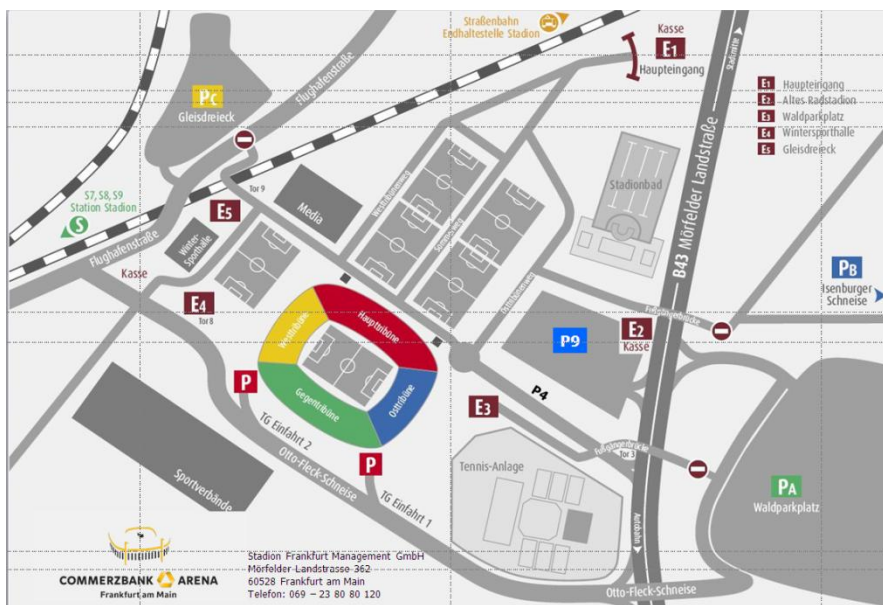 Straßenbahn
Endhaltestelle Stadion
Kasse
E1
Haupteingang
Stadtmitte
E1 Haupteingang
E2 Altes Radstadion
E3 Waldparkplatz
E4 Wintersporthalle
E5 Gleisdreieck
Flughafenstraße
PC
Gleisdreieck
B43 Mörfelder Landstraße
Stadionbad
S7, S8, S9
Station Stadion
S
Tor 9
Media
E5
Flughafenstraße
Winter-
Sporthalle
Kasse
E4
Tor 8
Haupttribüne
Osttribüne
Gegentribüne
P
P
TG Einfahrt 2
TG Einfahrt 1
Otto-Fleck-Schneise
Sportverbände
P9
P4
E2
Kasse
PB
Isenburger
Schneise
E3
Fußgängerbrücke
Tor 3
Tennis-Anlage
PA
Waldparkplatz
Autobahn
Otto-Fleck-Schneise
COMMERZBANK ARENA
Frankfurt am Main
Stadion Frankfurt Management GmbH
Mörfelder Landstrasse 362
60528 Frankfurt am Main
Telefon: 069 – 23 80 80 120